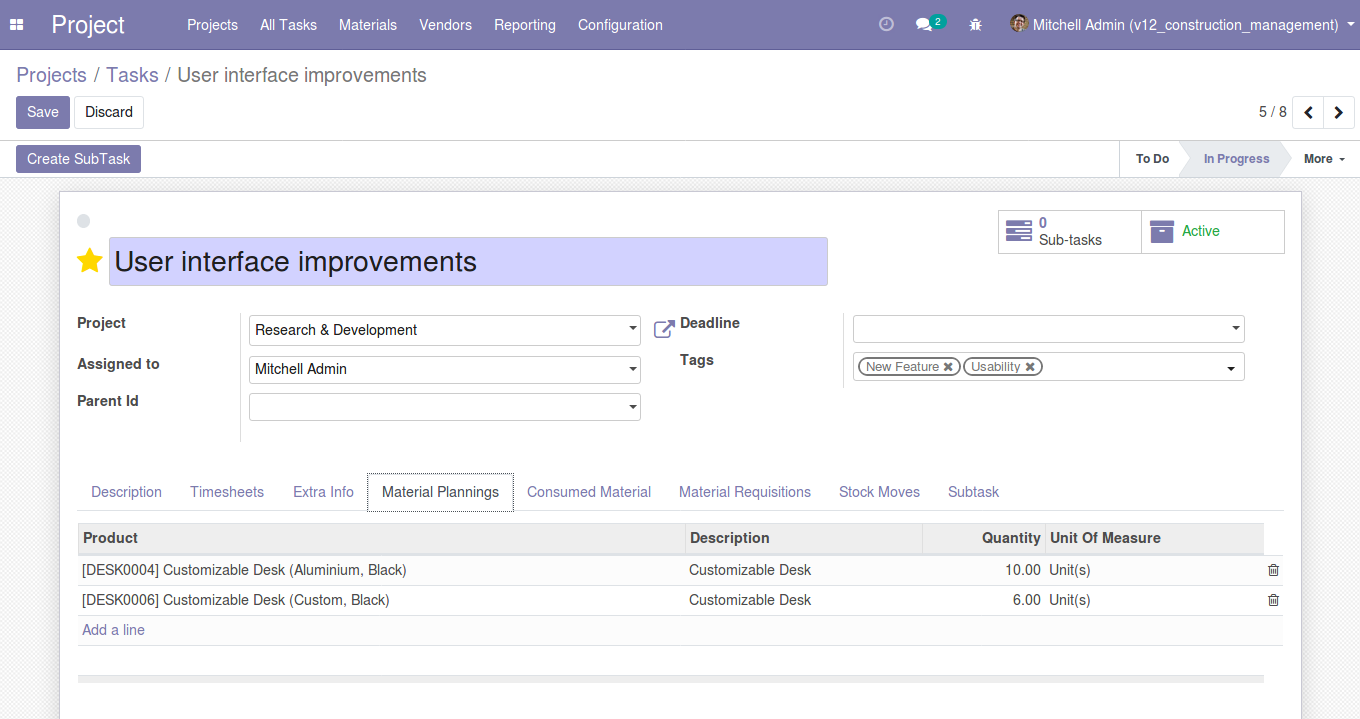 Project Projects All Tasks Materials Vendors Reporting Configuration 2 Mitchell Admin (v12_construction_management)
Projects / Tasks / User interface improvements
Save Discard 5 / 8
Create SubTask To Do In Progress More
0
Sub-tasks
Active
User interface improvements
Project Research & Development Deadline
Assigned to Mitchell Admin Tags New Feature Usability
Parent Id
Description Timesheets Extra Info Material Plannings Consumed Material Material Requisitions Stock Moves Subtask
Product Description Quantity Unit Of Measure
[DESK0004] Customizable Desk (Aluminium, Black) Customizable Desk 10.00 Unit(s)
[DESK0006] Customizable Desk (Custom, Black) Customizable Desk 6.00 Unit(s)
Add a line